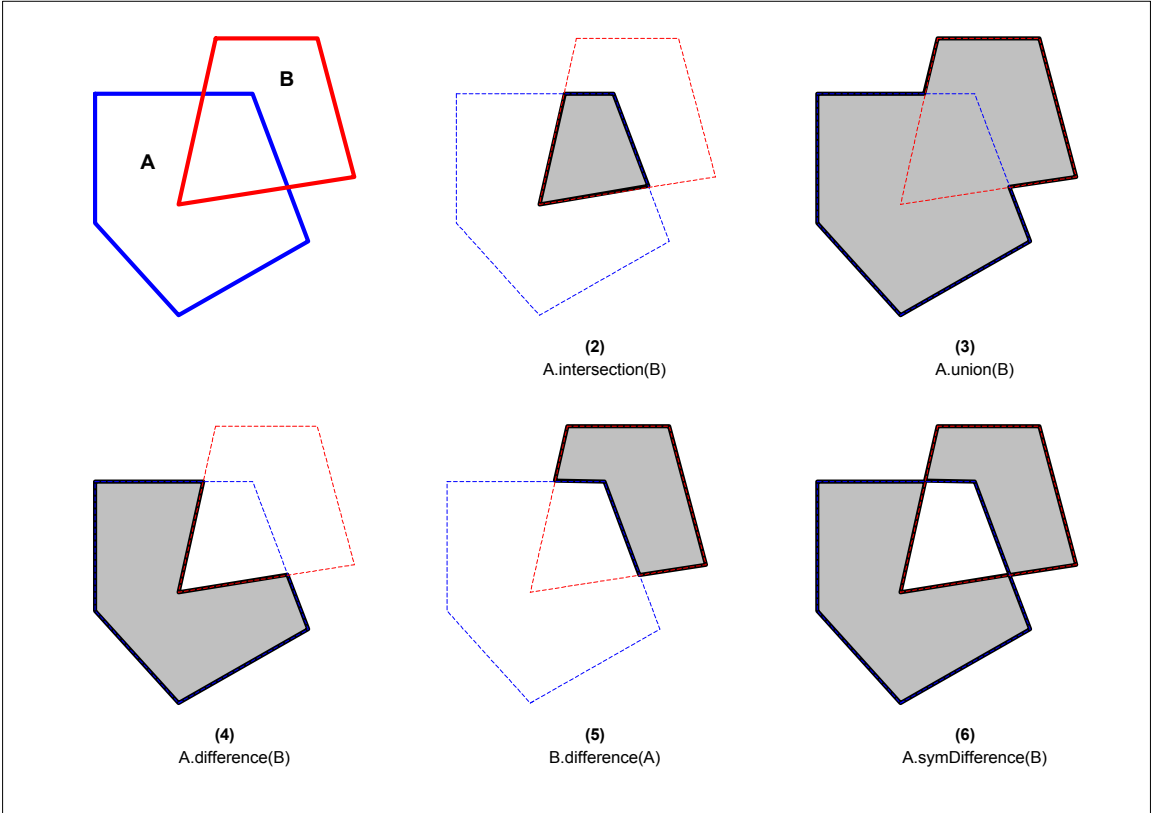 B
A
(2)
A.intersection(B)
(3)
A.union(B)
(4)
A.difference(B)
(5)
B.difference(A)
(6)
A.symDifference(B)